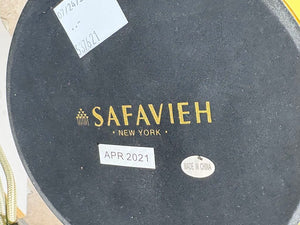 SAFAVIEH
• NEW YORK •
APR 2021
MADE IN CHINA